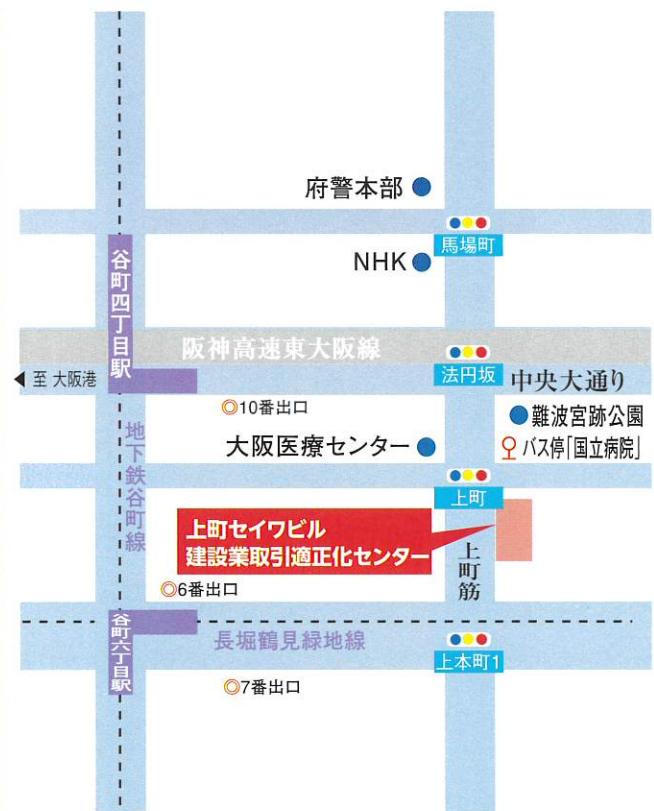 府警本部
馬場町
NHK
谷町四丁目駅
阪神高速東大阪線
法円坂
中央大通り
至 大阪港
10番出口
難波宮跡公園
大阪医療センター
バス停「国立病院」
地下鉄谷町線
上町
上町セイワビル
建設業取引適正化センター
上町筋
6番出口
谷町六丁目駅
長堀鶴見緑地線
上本町1
7番出口